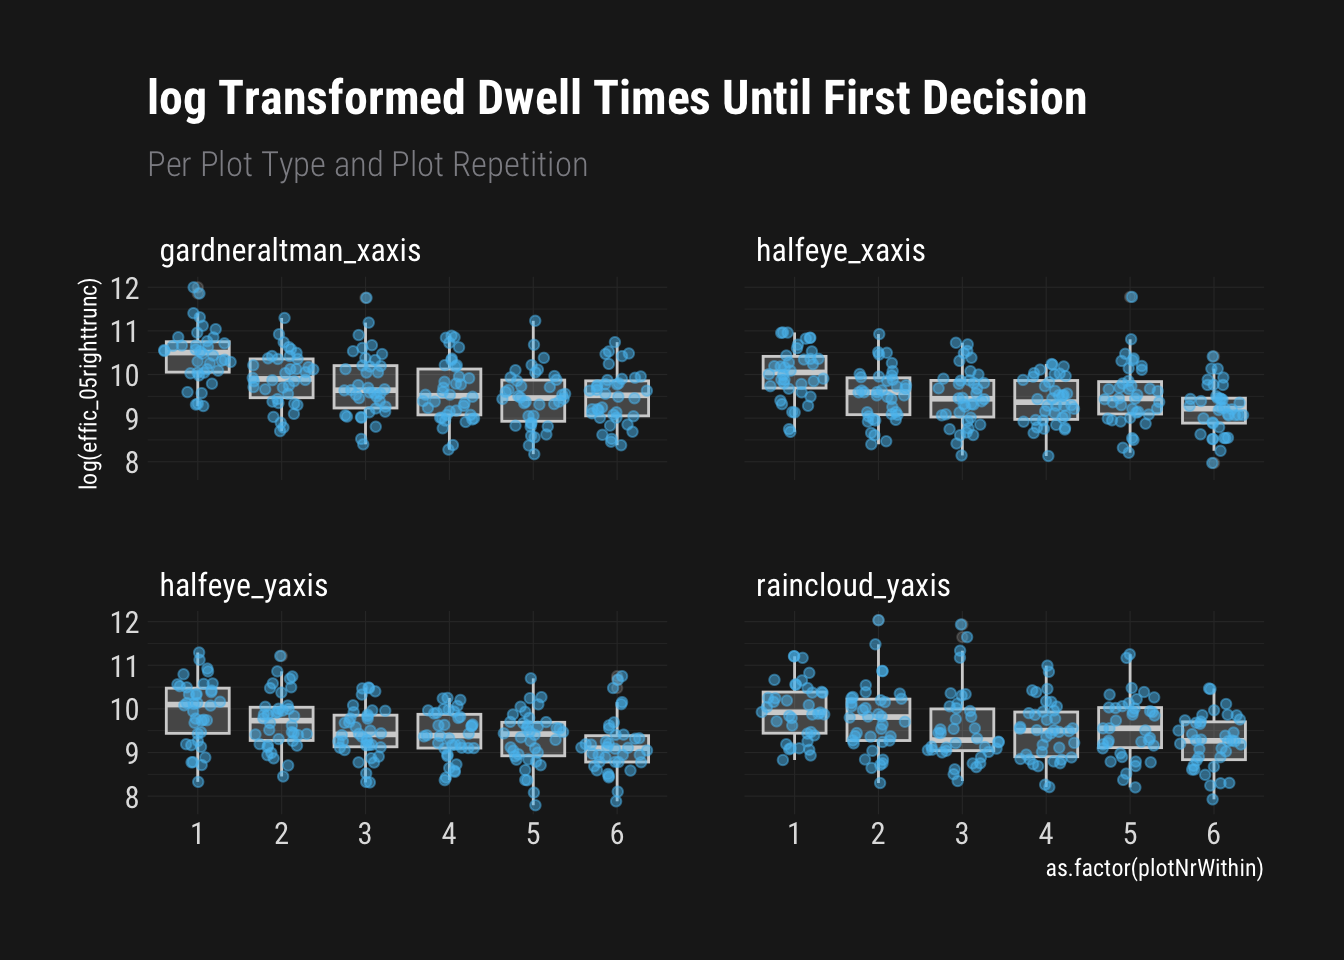 log Transformed Dwell Times Until First Decision
Per Plot Type and Plot Repetition
gardneraltman_xaxis
halfeye_xaxis
log(effic_05righttrunc)
12
11
10
9
8
halfeye_yaxis
raincloud_yaxis
12
11
10
9
8
1 2 3 4 5 6
1 2 3 4 5 6
as.factor(plotNrWithin)